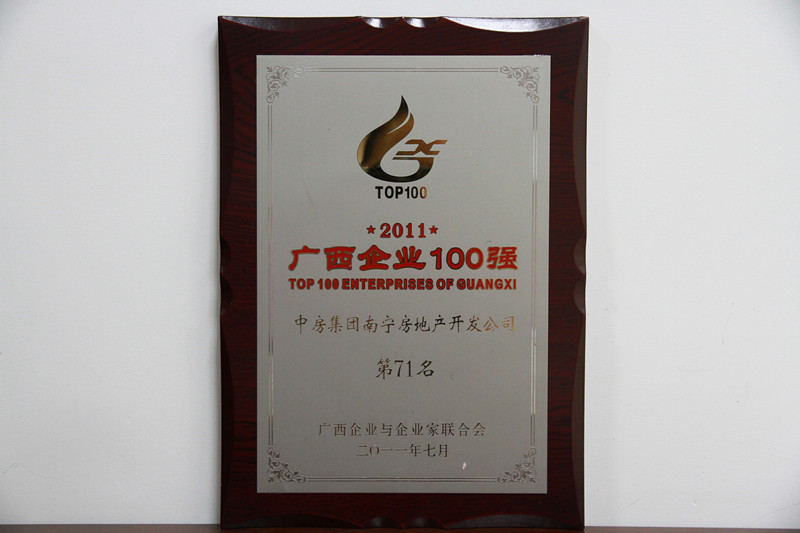 TOP100
★2011★
广西企业100强
TOP 100 ENTERPRISES OF GUANGXI
中房集团南宁房地产开发公司
第71名
广西企业与企业家联合会
二〇一一年七月